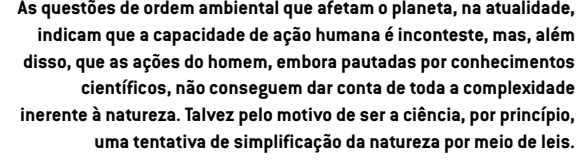 As questões de ordem ambiental que afetam o planeta, na atualidade,
indicam que a capacidade de ação humana é inconteste, mas, além
disso, que as ações do homem, embora pautadas por conhecimentos
científicos, não conseguem dar conta de toda a complexidade
inerente à natureza. Talvez pelo motivo de ser a ciência, por princípio,
uma tentativa de simplificação da natureza por meio de leis.